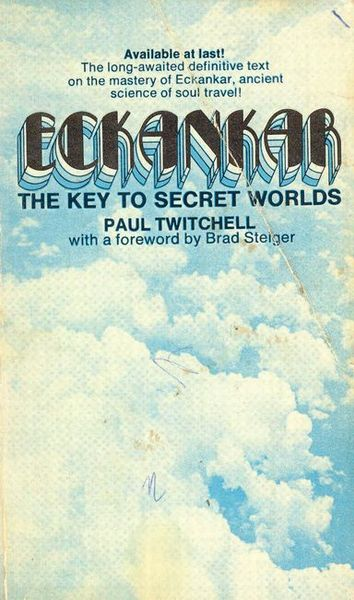 Available at last!
The long-awaited definitive text
on the mastery of Eckankar, ancient
science of soul travel!
ECKANKAR
THE KEY TO SECRET WORLDS
PAUL TWITCHELL
with a foreword by Brad Steiger